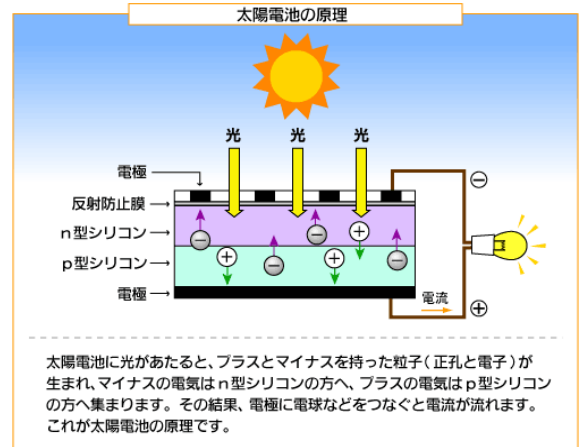 太陽電池の原理
光 光 光
電極
反射防止膜
n型シリコン
p型シリコン
電極
⊖
电流
⊕
太陽電池に光があたると、プラスとマイナスを持った粒子(正孔と電子)が
生まれ、マイナスの電気はn型シリコンの方へ、プラスの電気はp型シリコン
の方へ集まります。その結果、電極に電球などをつなぐと電流が流れます。
これが太陽電池の原理です。